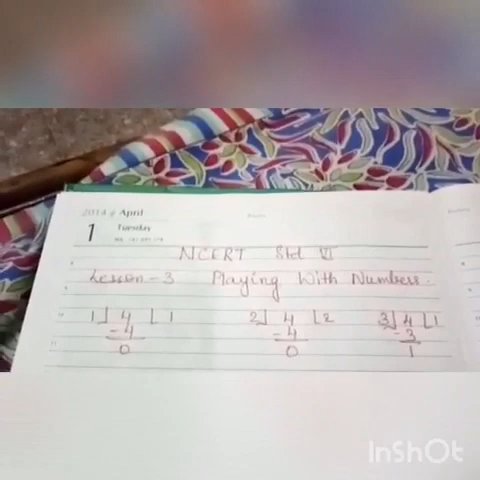 2014 April
1 Tuesday
NCERT Std VI
Lesson - 3 Playing With Numbers.
1 4 1 2 4 2 3 4 1
-4 -4 -3
0 0 1
InShOt